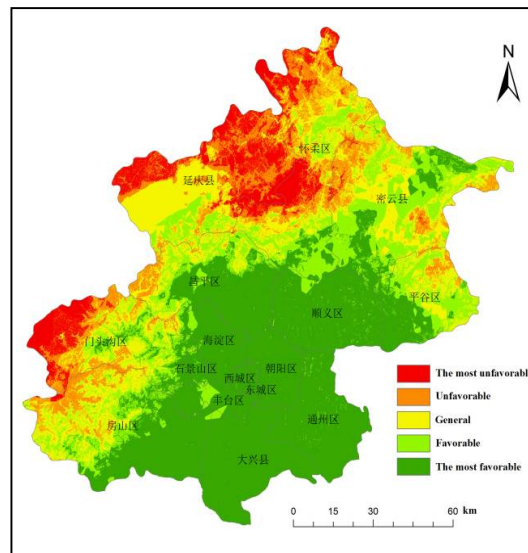 N
怀柔区
延庆县
密云县
昌平区
平谷区
顺义区
门头沟区
海淀区
石景山区
朝阳区
西城区
东城区
丰台区
通州区
房山区
大兴县
The most unfavorable
Unfavorable
General
Favorable
The most favorable
km
0 15 30 60